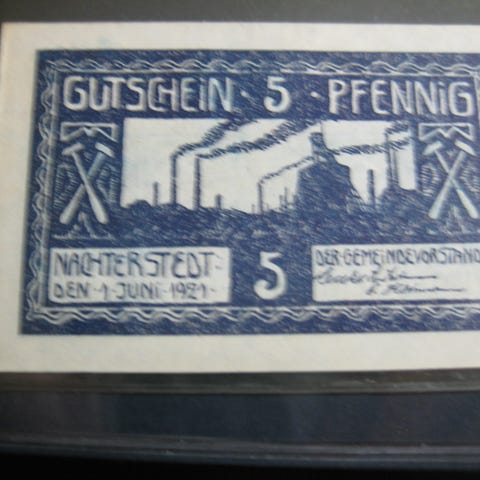 GUTSCHEIN · 5 · PFENNIG
NACHTERSTEDT:
DEN · 1 · JUNI · 1921 ·
5
DER · GEMEINDEVORSTAND